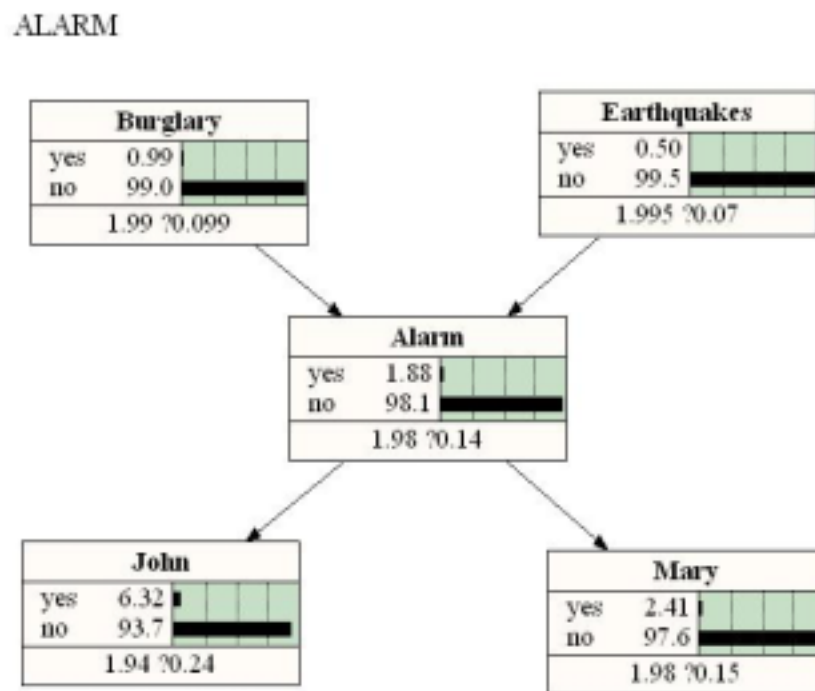 ALARM
Burglary
yes 0.99
no 99.0
1.99 ?0.099
Earthquakes
yes 0.50
no 99.5
1.995 ?0.07
Alarm
yes 1.88
no 98.1
1.98 ?0.14
John
yes 6.32
no 93.7
1.94 ?0.24
Mary
yes 2.41
no 97.6
1.98 ?0.15